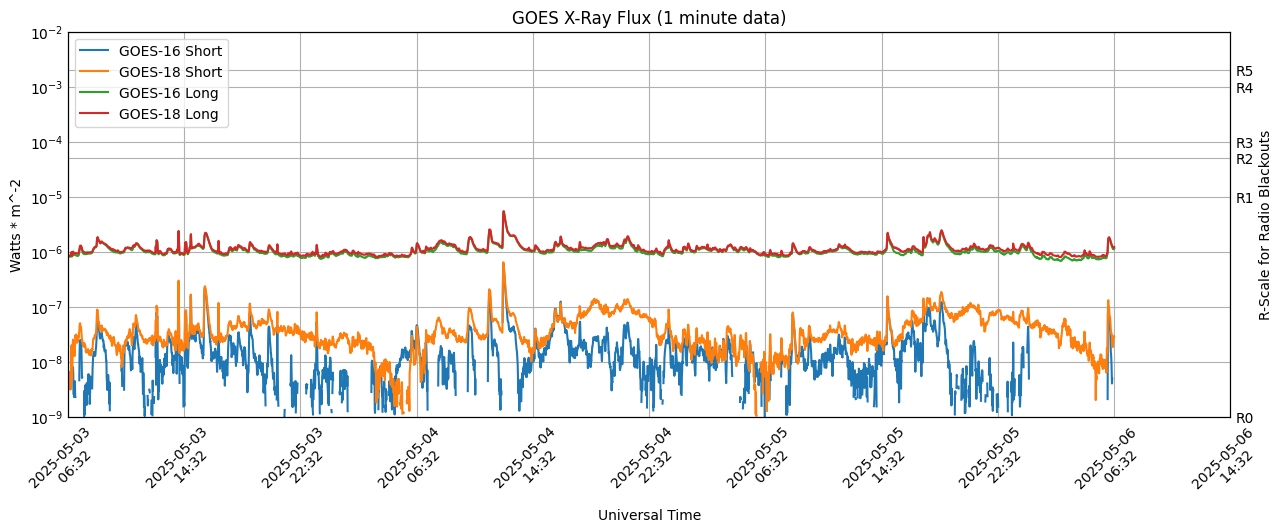 GOES X-Ray Flux (1 minute data)
GOES-16 Short
GOES-18 Short
GOES-16 Long
GOES-18 Long
10^-2
10^-3
10^-4
10^-5
10^-6
10^-7
10^-8
10^-9
Watts * m^-2
R5
R4
R3
R2
R1
R0
R-Scale for Radio Blackouts
2025-05-03
06:32
2025-05-03
14:32
2025-05-03
22:32
2025-05-04
06:32
2025-05-04
14:32
2025-05-04
22:32
2025-05-05
06:32
2025-05-05
14:32
2025-05-05
22:32
2025-05-06
06:32
2025-05-06
14:32
Universal Time